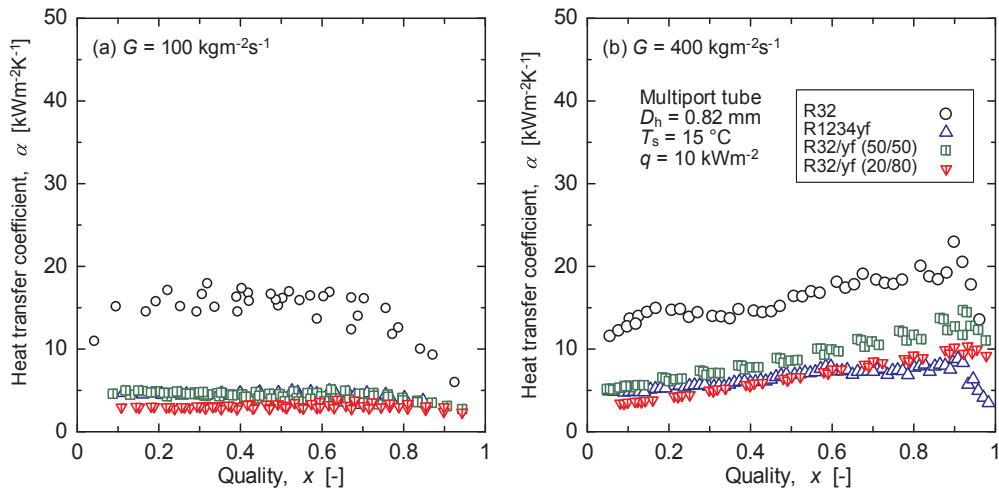 (a) G = 100 kgm-2s-1
Heat transfer coefficient, α [kWm-2K-1]
50
40
30
20
10
0
0 0.2 0.4 0.6 0.8 1
Quality, x [-]
(b) G = 400 kgm-2s-1
Multiport tube
Dh = 0.82 mm
Ts = 15 °C
q = 10 kWm-2
R32
R1234yf
R32/yf (50/50)
R32/yf (20/80)
Heat transfer coefficient, α [kWm-2K-1]
50
40
30
20
10
0
0 0.2 0.4 0.6 0.8 1
Quality, x [-]